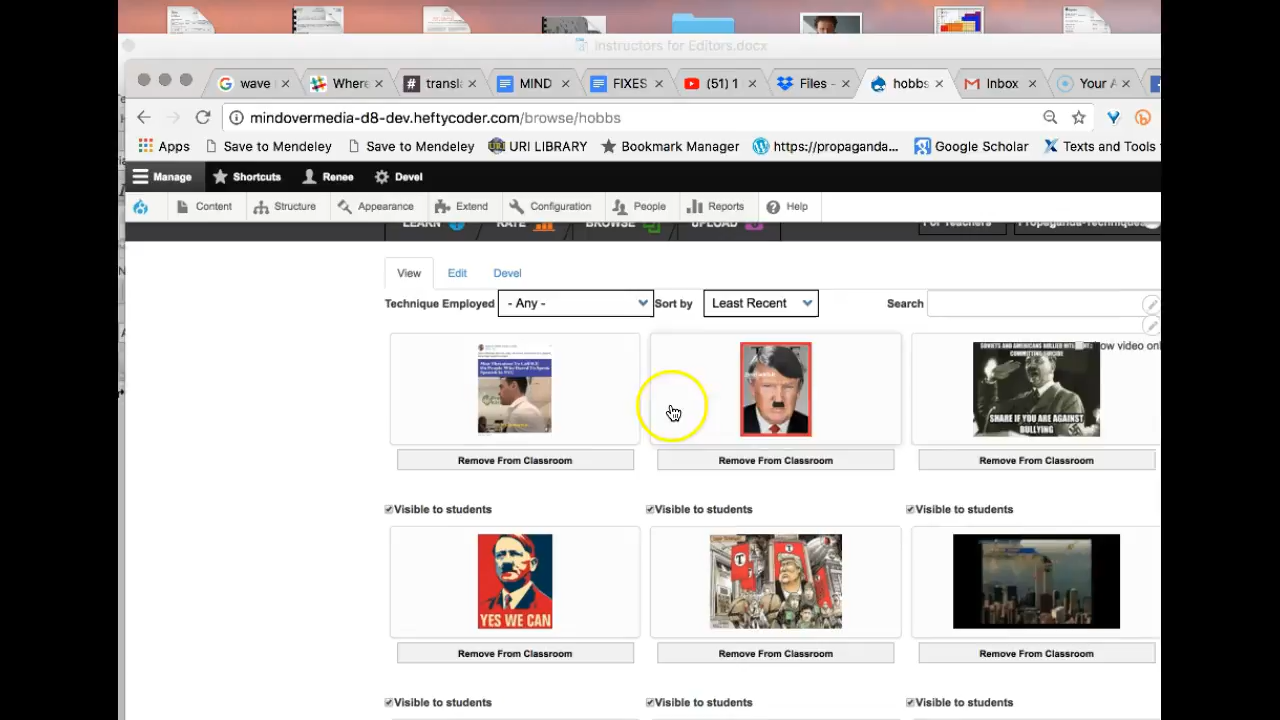 Instructors for Editors.docx
wave
Where
transl
MIND
FIXES
(51) 1
Files -
hobbs
Inbox
Your A
mindovermedia-d8-dev.heftycoder.com/browse/hobbs
Apps
Save to Mendeley
Save to Mendeley
URI LIBRARY
Bookmark Manager
https://propaganda...
Google Scholar
Texts and Tools
Manage
Shortcuts
Renee
Devel
Content
Structure
Appearance
Extend
Configuration
People
Reports
Help
LEARN
RATE
BROWSE
UPLOAD
For Teachers
Propaganda-Technique
View
Edit
Devel
Technique Employed
- Any -
Sort by
Least Recent
Search
ow video onl
SOVIETS AND AMERICANS BULLIED INTO
COMMITTING SUICIDE
SHARE IF YOU ARE AGAINST
BULLYING
Remove From Classroom
Remove From Classroom
Remove From Classroom
Visible to students
Visible to students
Visible to students
YES WE CAN
T
T
Remove From Classroom
Remove From Classroom
Remove From Classroom
Visible to students
Visible to students
Visible to students